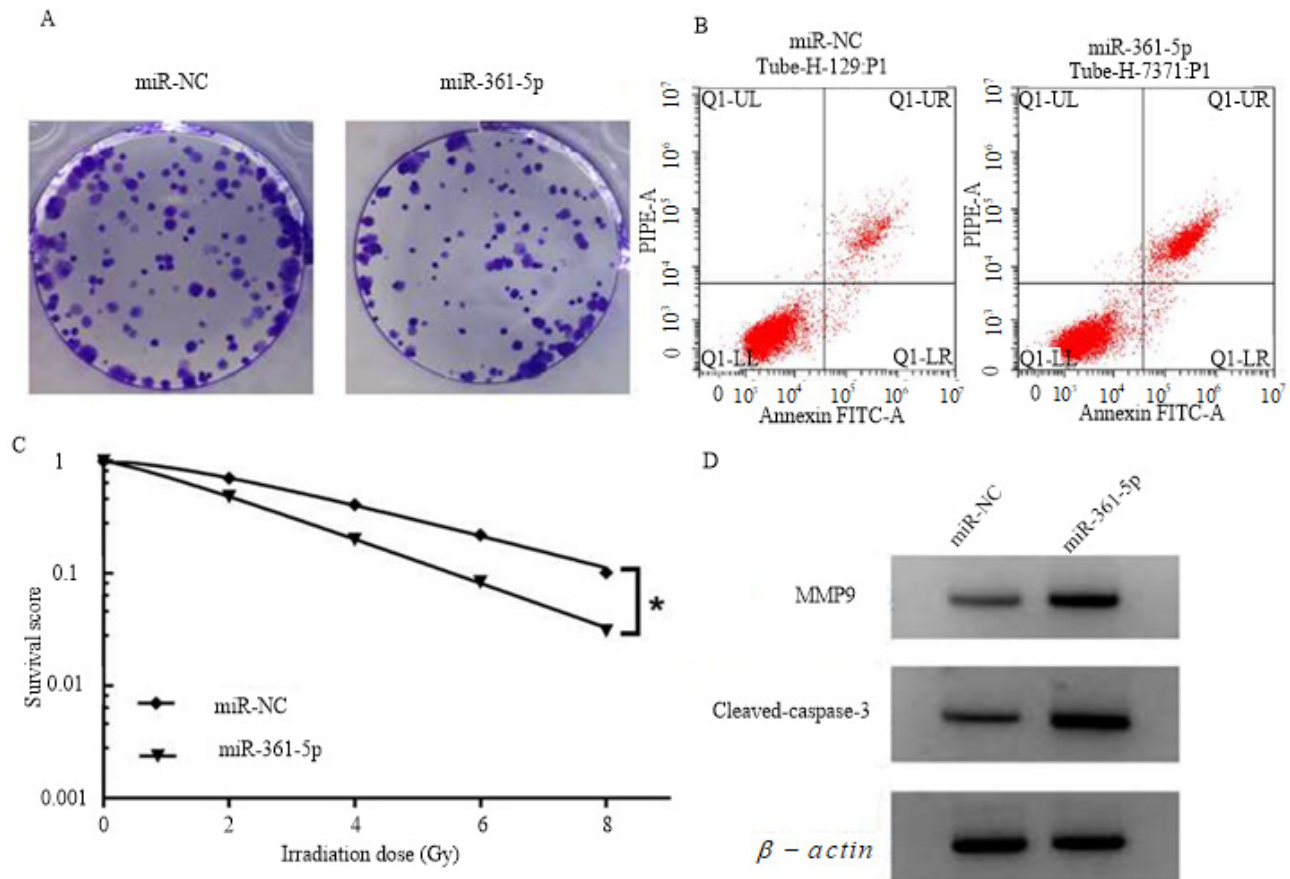 A
miR-NC
miR-361-5p
B
miR-NC
Tube-H-129:P1
Q1-UL
Q1-UR
Q1-LL
Q1-LR
PIPE-A
10⁷
10⁶
10⁵
10⁴
10³
0
0 10³ 10⁴ 10⁵ 10⁶ 10⁷
Annexin FITC-A
miR-361-5p
Tube-H-7371:P1
Q1-UL
Q1-UR
Q1-LL
Q1-LR
PIPE-A
10⁷
10⁶
10⁵
10⁴
10³
0
0 10³ 10⁴ 10⁵ 10⁶ 10⁷
Annexin FITC-A
C
Survival score
1
0.1
0.01
0.001
*
miR-NC
miR-361-5p
0 2 4 6 8
Irradiation dose (Gy)
D
miR-NC
miR-361-5p
MMP9
Cleaved-caspase-3
β – actin